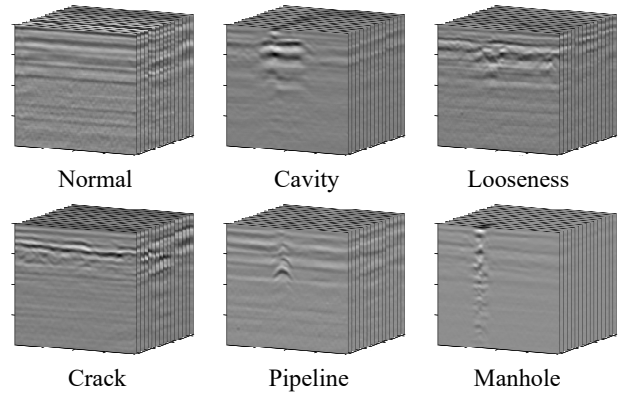 Normal
Cavity
Looseness
Crack
Pipeline
Manhole